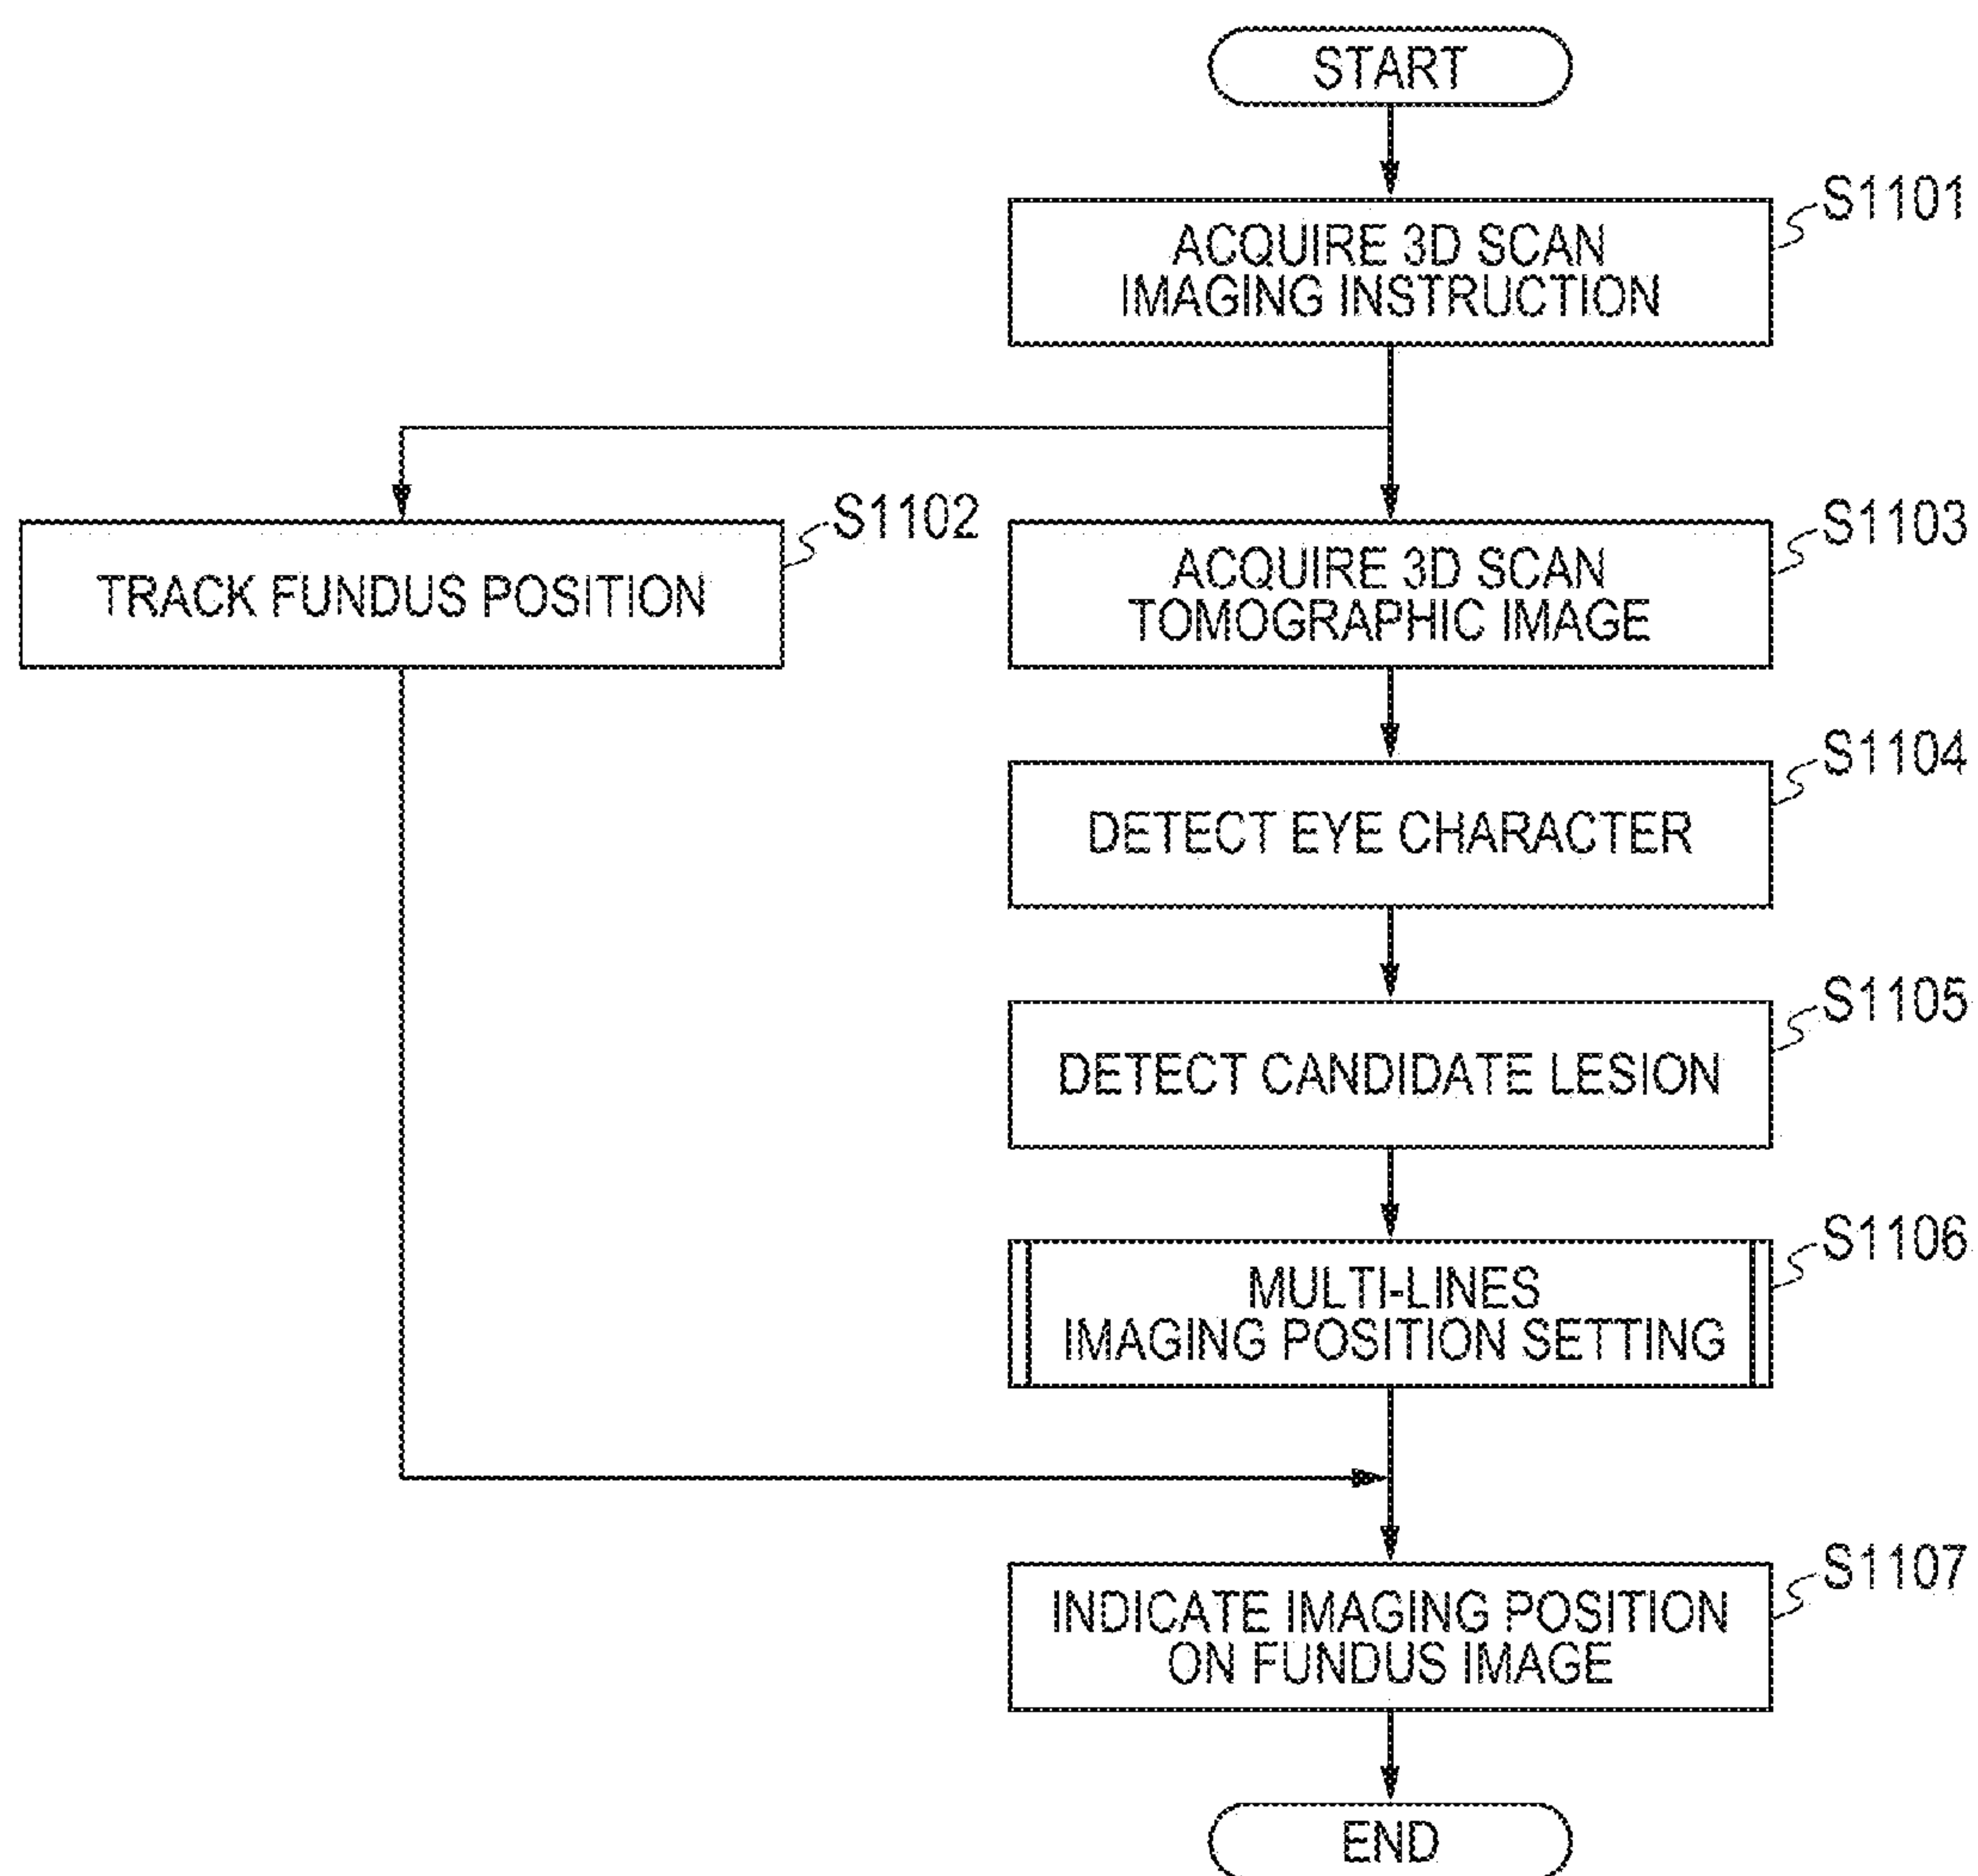 START
S1101
ACQUIRE 3D SCAN
IMAGING INSTRUCTION
S1102
TRACK FUNDUS POSITION
S1103
ACQUIRE 3D SCAN
TOMOGRAPHIC IMAGE
S1104
DETECT EYE CHARACTER
S1105
DETECT CANDIDATE LESION
S1106
MULTI-LINES
IMAGING POSITION SETTING
S1107
INDICATE IMAGING POSITION
ON FUNDUS IMAGE
END